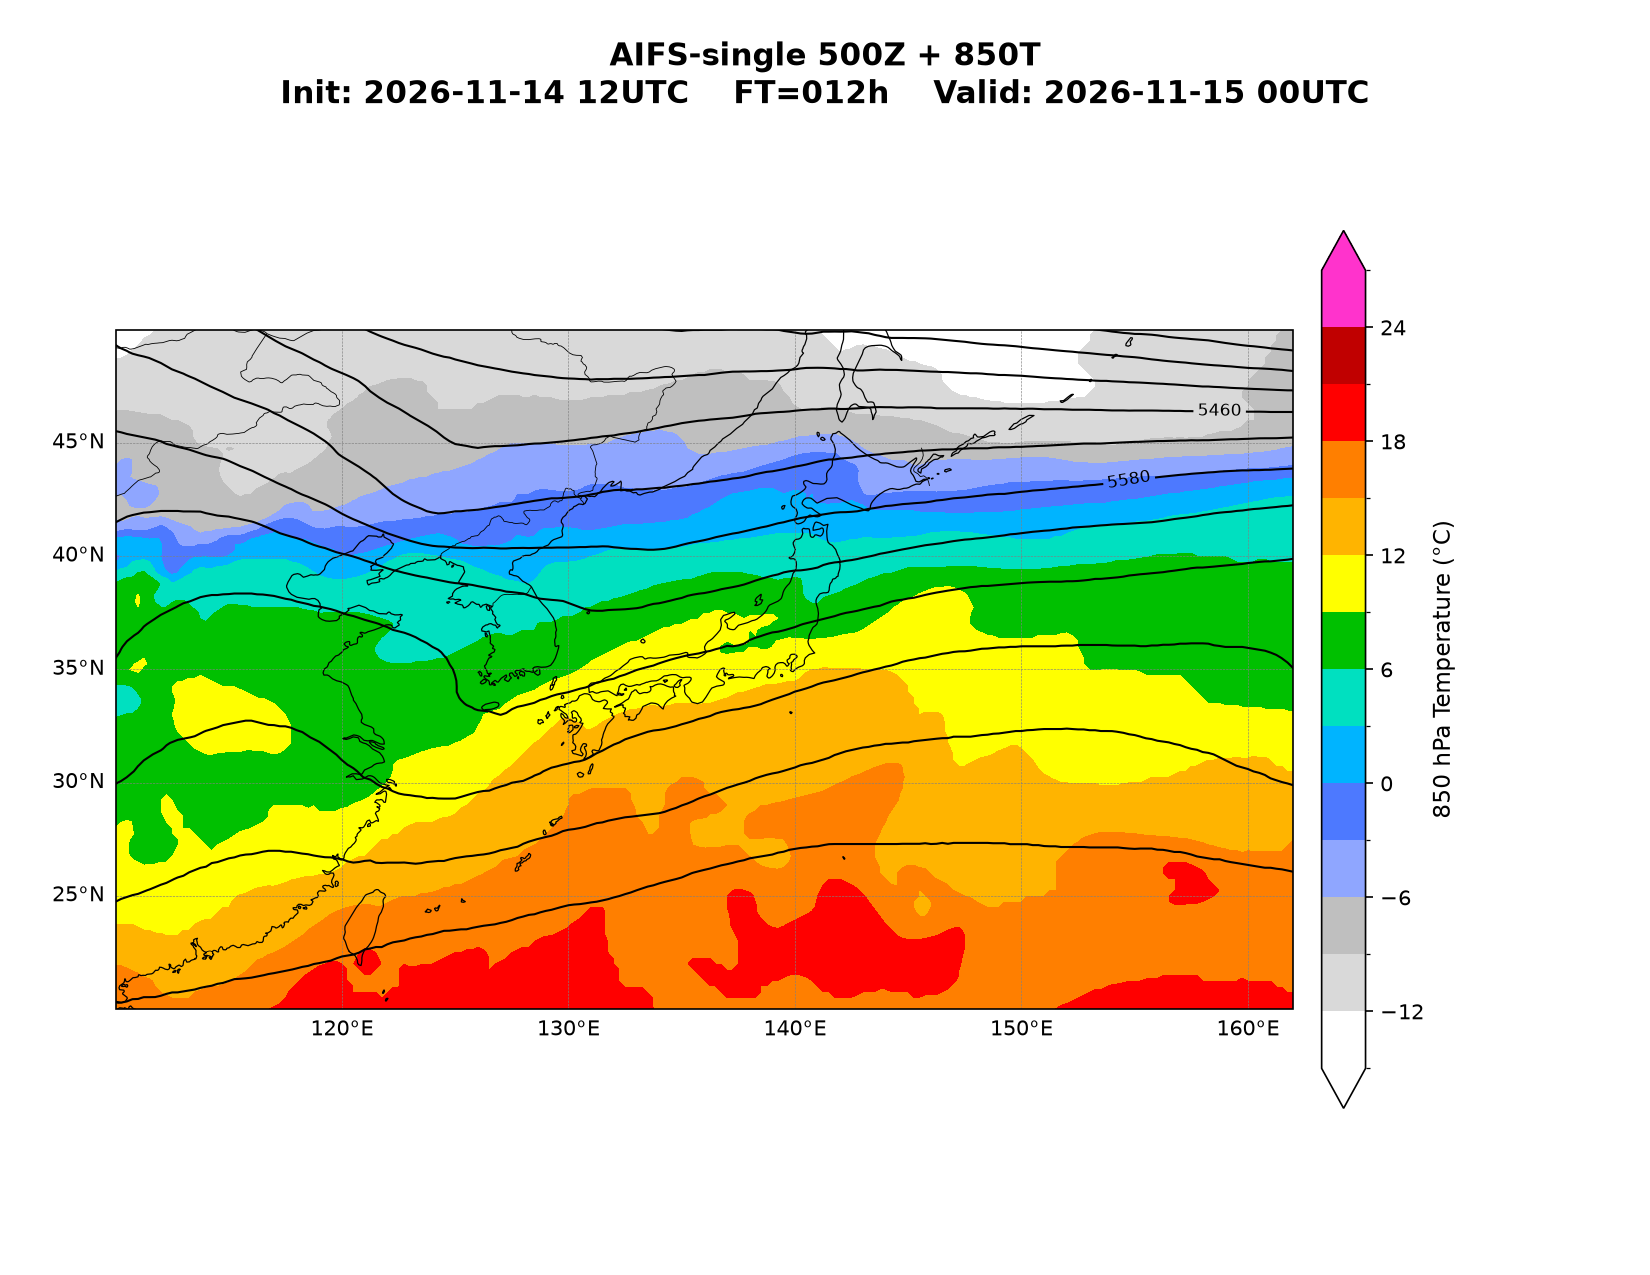 AIFS-single 500Z + 850T
Init: 2026-11-14 12UTC    FT=012h    Valid: 2026-11-15 00UTC
5460
5580
45°N
40°N
35°N
30°N
25°N
120°E
130°E
140°E
150°E
160°E
24
18
12
6
0
−6
−12
850 hPa Temperature (°C)